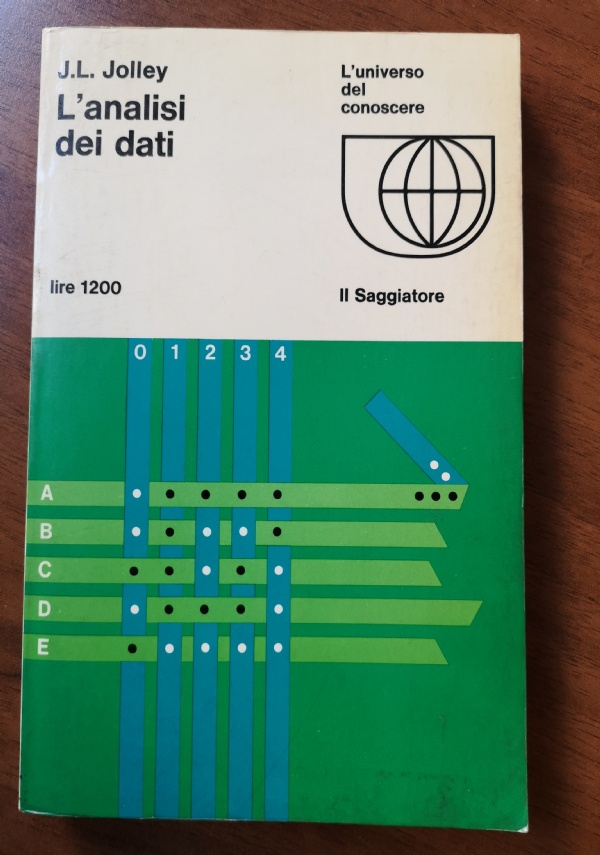 J.L. Jolley
L'analisi
dei dati
L'universo
del
conoscere
lire 1200
Il Saggiatore
0 1 2 3 4
A
B
C
D
E